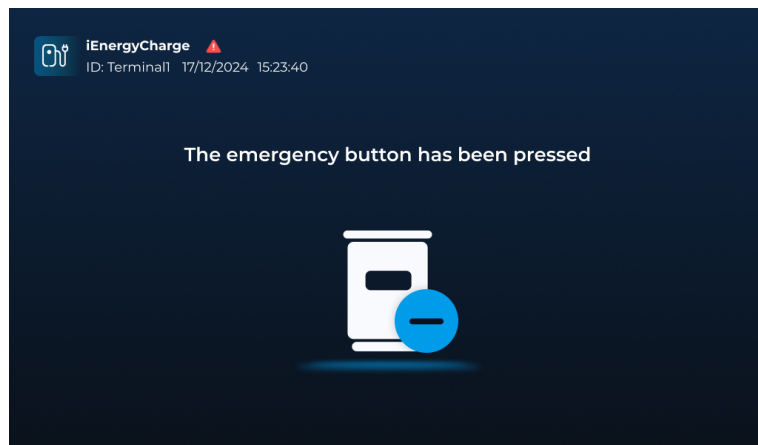 iEnergyCharge
ID: Terminal1 17/12/2024 15:23:40
The emergency button has been pressed